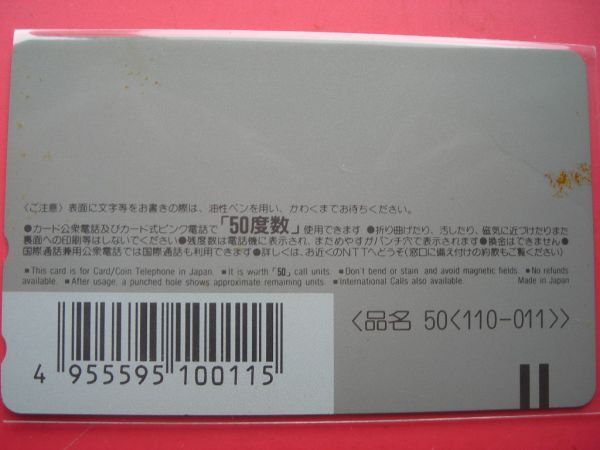 〈ご注意〉表面に文字等をお書きの際は、油性ペンを用い、かわくまでお待ちください。
●カード公衆電話及びカード式ピンク電話で「50度数」使用できます ●折り曲げたり、汚したり、磁気に近づけたりまた
裏面への印刷等はしないでください ●残度数は電話機に表示され、まためやすがパンチ穴で表示されます ●換金はできません ●
国際通話兼用公衆電話では国際通話も利用できます ●詳しくは、お近くのNTTへどうぞ(窓口に備え付けの約款もご覧ください)
■This card is for Card/Coin Telephone in Japan. ■It is worth「50」call units. ■Don't bend or stain and avoid magnetic fields. ■No refunds
available. ■After usage, a punched hole shows approximate remaining units ■International Calls also available. Made in Japan
〈品名 50〈110-011〉〉
4 955595 100115